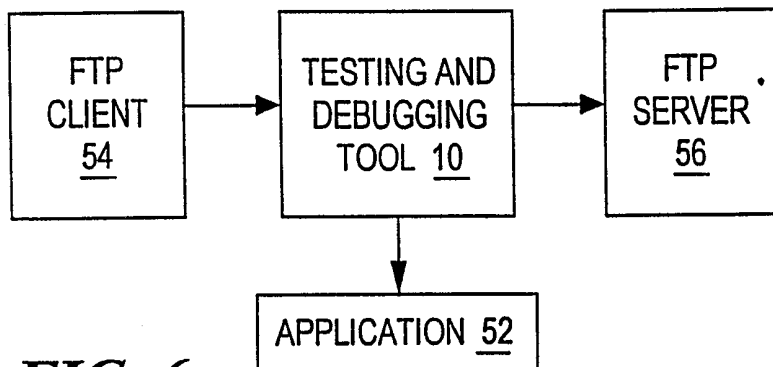 FTP
CLIENT
54
TESTING AND
DEBUGGING
TOOL 10
FTP
SERVER
56
APPLICATION 52
FIG. 6